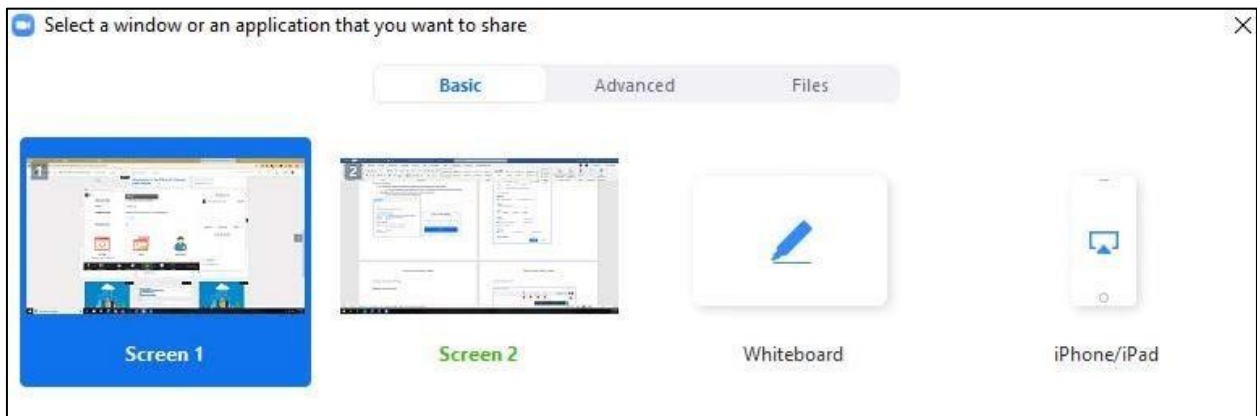 Select a window or an application that you want to share
Basic Advanced Files
1 2
Screen 1 Screen 2 Whiteboard iPhone/iPad